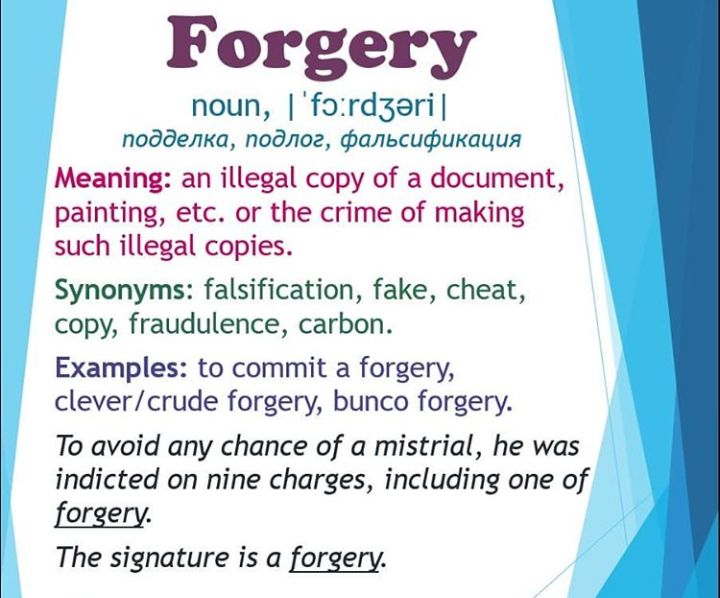 Forgery
noun, |ˈfɔːrdʒəri|
подделка, подлог, фальсификация
Meaning: an illegal copy of a document,
painting, etc. or the crime of making
such illegal copies.
Synonyms: falsification, fake, cheat,
copy, fraudulence, carbon.
Examples: to commit a forgery,
clever/crude forgery, bunco forgery.
To avoid any chance of a mistrial, he was
indicted on nine charges, including one of
forgery.
The signature is a forgery.